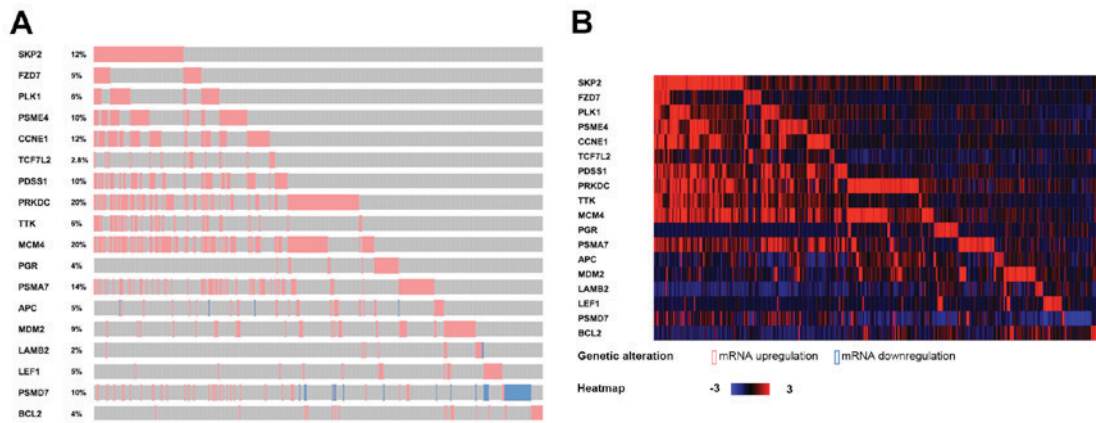 A
SKP2 12%
FZD7 5%
PLK1 6%
PSME4 10%
CCNE1 12%
TCF7L2 2.8%
PDSS1 10%
PRKDC 20%
TTK 6%
MCM4 20%
PGR 4%
PSMA7 14%
APC 5%
MDM2 9%
LAMB2 2%
LEF1 5%
PSMD7 10%
BCL2 4%
B
SKP2
FZD7
PLK1
PSME4
CCNE1
TCF7L2
PDSS1
PRKDC
TTK
MCM4
PGR
PSMA7
APC
MDM2
LAMB2
LEF1
PSMD7
BCL2
Genetic alteration mRNA upregulation mRNA downregulation
Heatmap -3 3